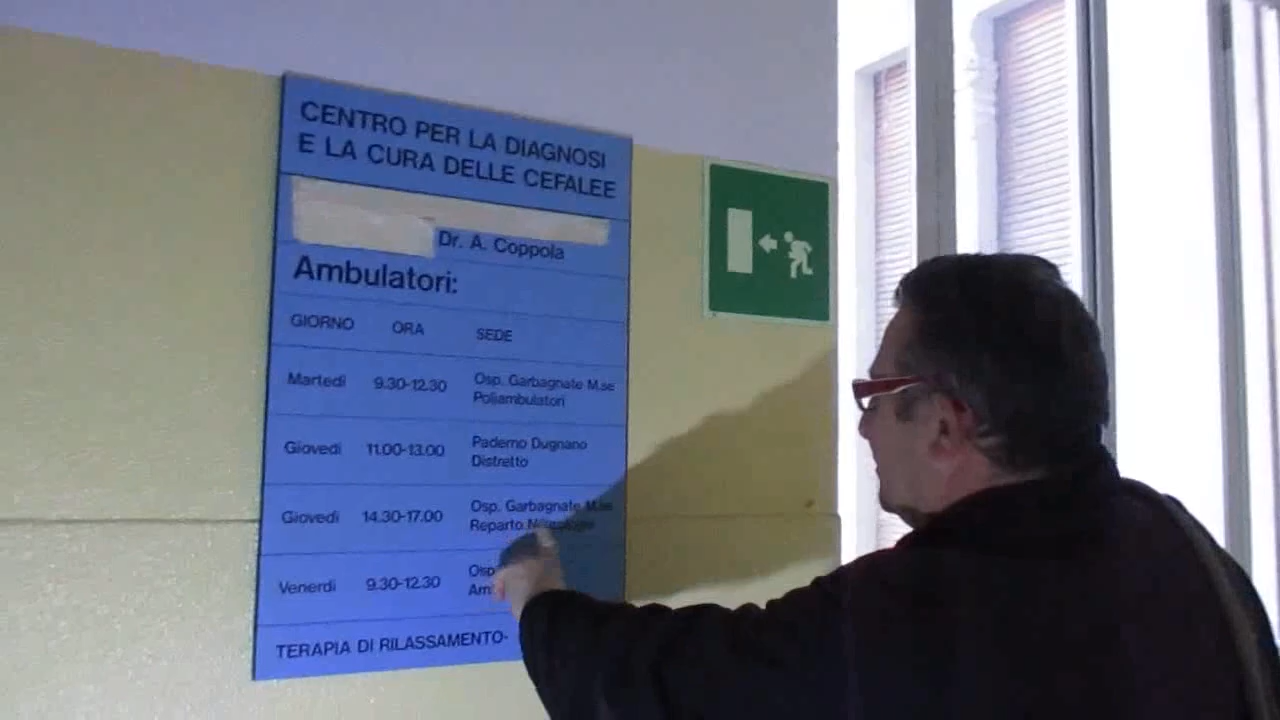 CENTRO PER LA DIAGNOSI
E LA CURA DELLE CEFALEE
Dr. A. Coppola
Ambulatori:
GIORNO ORA SEDE
Martedì 9.30-12.30 Osp. Garbagnate M.se
Poliambulatori
Giovedì 11.00-13.00 Paderno Dugnano
Distretto
Giovedì 14.30-17.00 Osp. Garbagnate M.se
Reparto Neurologia
Venerdì 9.30-12.30 Osp
TERAPIA DI RILASSAMENTO-